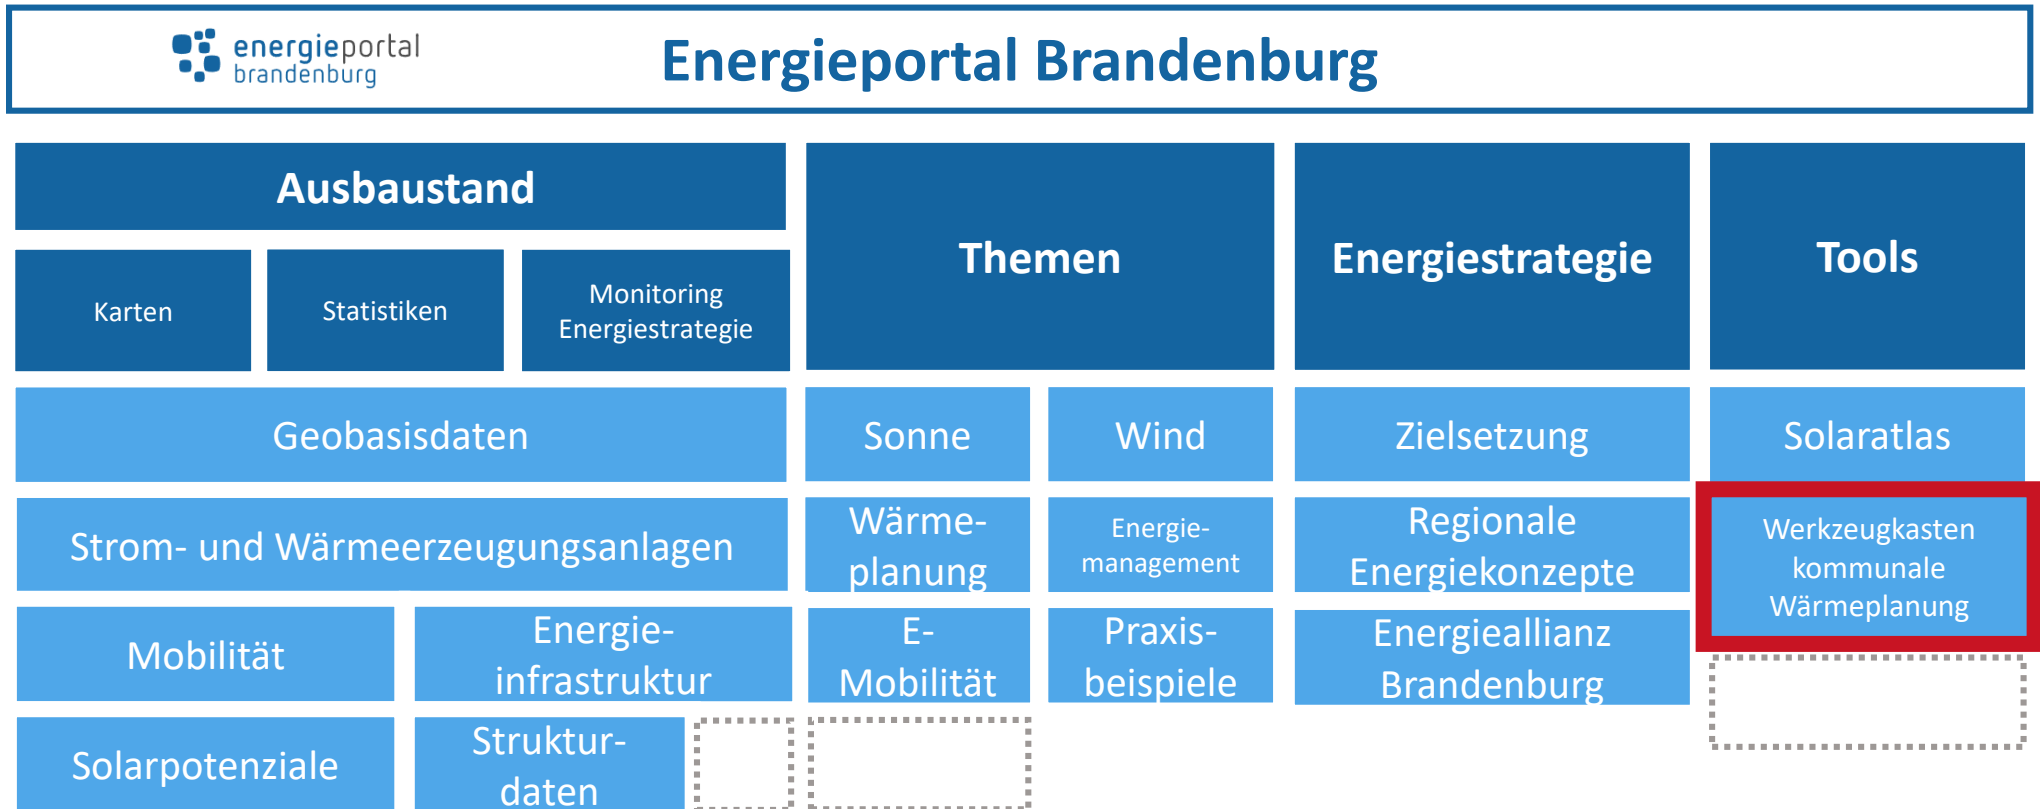 energieportal
brandenburg
Energieportal Brandenburg
Ausbaustand
Karten
Statistiken
Monitoring
Energiestrategie
Geobasisdaten
Strom- und Wärmeerzeugungsanlagen
Mobilität
Energie-
infrastruktur
Solarpotenziale
Struktur-
daten
Themen
Sonne
Wind
Wärme-
planung
Energie-
management
E-
Mobilität
Praxis-
beispiele
Energiestrategie
Zielsetzung
Regionale
Energiekonzepte
Energieallianz
Brandenburg
Tools
Solaratlas
Werkzeugkasten
kommunale
Wärmeplanung